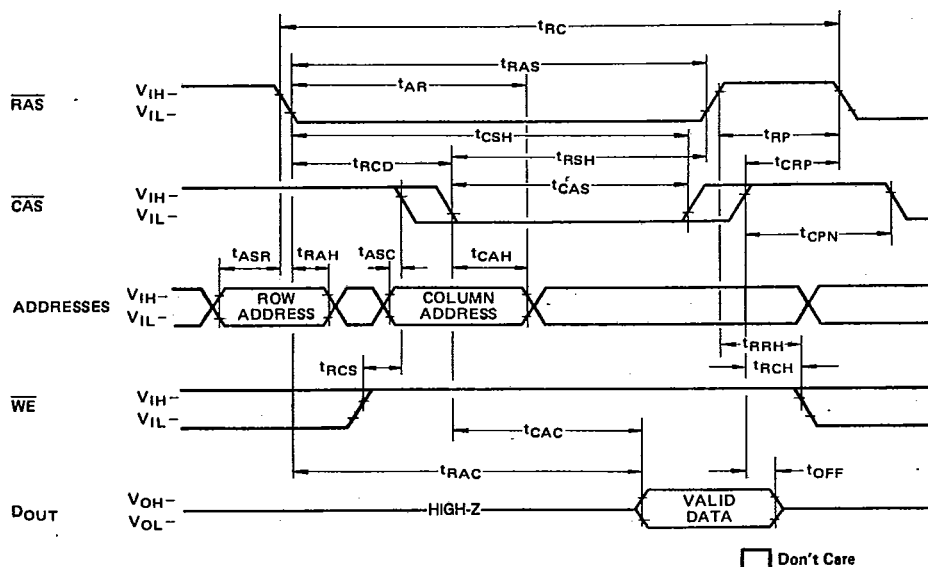 tRC
tRAS
tAR
RAS
VIH–
VIL–
tCSH
tRP
tRCD
tRSH
tCRP
tCAS
CAS
VIH–
VIL–
tCPN
tASR
tRAH
tASC
tCAH
ADDRESSES
VIH–
VIL–
ROW
ADDRESS
COLUMN
ADDRESS
tRRH
tRCS
tRCH
WE
VIH–
VIL–
tCAC
tRAC
tOFF
DOUT
VOH–
VOL–
HIGH-Z
VALID
DATA
Don't Care